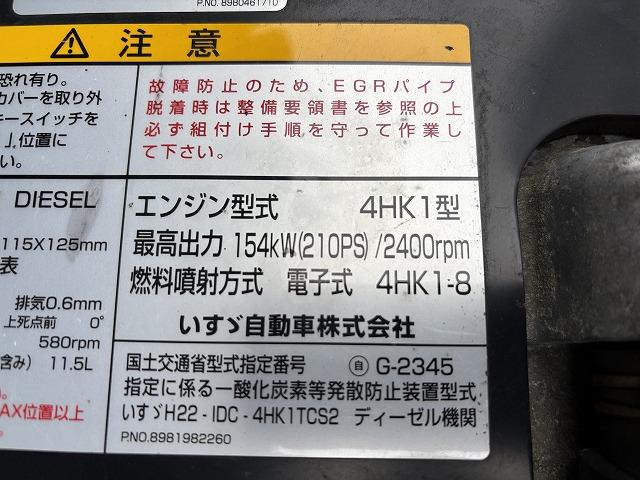 P.NO. 8980461710
注意
恐れ有り。
カバーを取り外
キースイッチを
」位置に
い。
故障防止のため、EGRパイプ
脱着時は整備要領書を参照の上
必ず組付け手順を守って作業し
て下さい。
DIESEL
115X125mm
表
排気0.6mm
上死点前 0°
580rpm
含み) 11.5L
AX位置以上
エンジン型式 4HK1型
最高出力 154kW(210PS)/2400rpm
燃料噴射方式 電子式 4HK1-8
いすゞ自動車株式会社
国土交通省型式指定番号 自 G-2345
指定に係る一酸化炭素等発散防止装置型式
いすゞH22-IDC-4HK1TCS2 ディーゼル機関
P.NO.8981982260